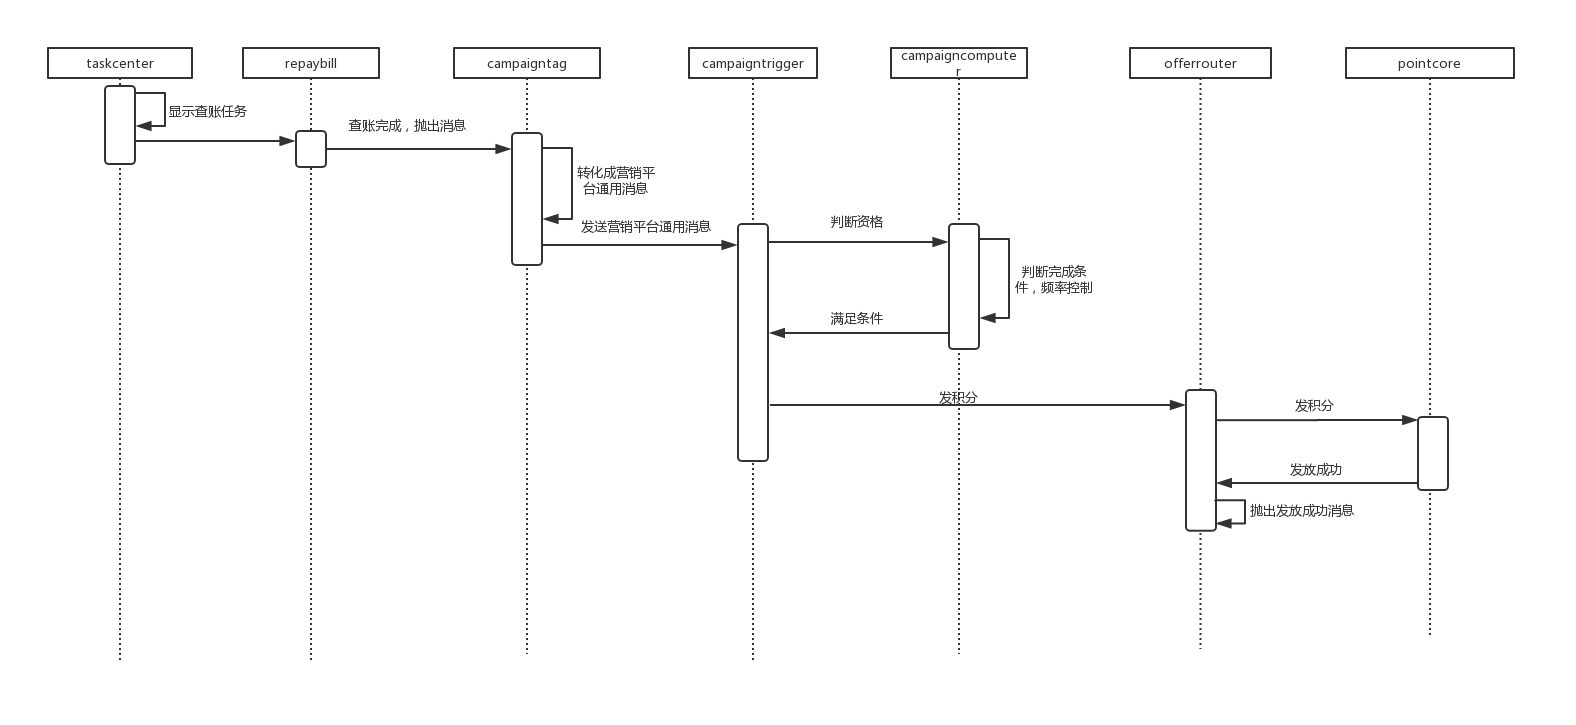 taskcenter
repaybill
campaigntag
campaigntrigger
campaigncompute
r
offerrouter
pointcore
显示查账任务
查账完成，抛出消息
转化成营销平
台通用消息
发送营销平台通用消息
判断资格
判断完成条
件，频率控制
满足条件
发积分
发积分
发放成功
抛出发放成功消息